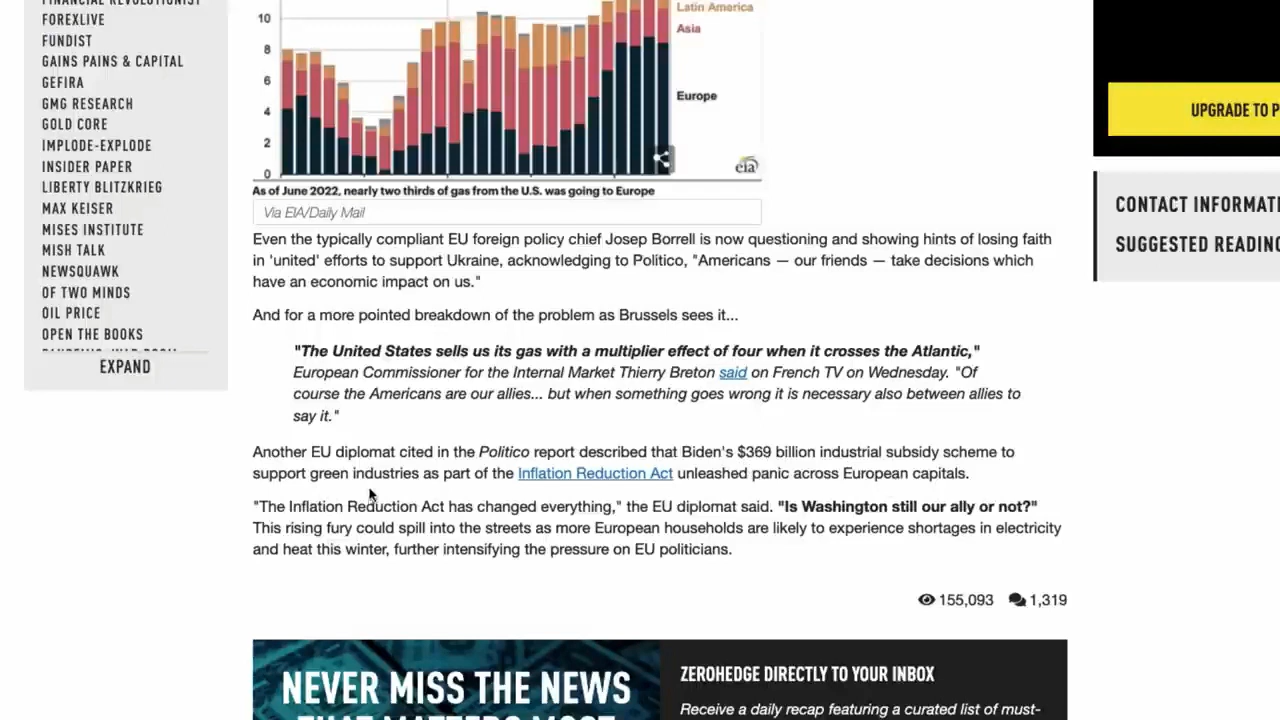 FINANCIAL REVOLUTIONIST
FOREXLIVE
FUNDIST
GAINS PAINS & CAPITAL
GEFIRA
GMG RESEARCH
GOLD CORE
IMPLODE-EXPLODE
INSIDER PAPER
LIBERTY BLITZKRIEG
MAX KEISER
MISES INSTITUTE
MISH TALK
NEWSQUAWK
OF TWO MINDS
OIL PRICE
OPEN THE BOOKS
EXPAND
10
8
6
4
2
0
Latin America
Asia
Europe
eia
As of June 2022, nearly two thirds of gas from the U.S. was going to Europe
Via EIA/Daily Mail
Even the typically compliant EU foreign policy chief Josep Borrell is now questioning and showing hints of losing faith
in 'united' efforts to support Ukraine, acknowledging to Politico, "Americans — our friends — take decisions which
have an economic impact on us."
And for a more pointed breakdown of the problem as Brussels sees it...
"The United States sells us its gas with a multiplier effect of four when it crosses the Atlantic,"
European Commissioner for the Internal Market Thierry Breton said on French TV on Wednesday. "Of
course the Americans are our allies... but when something goes wrong it is necessary also between allies to
say it."
Another EU diplomat cited in the Politico report described that Biden's $369 billion industrial subsidy scheme to
support green industries as part of the Inflation Reduction Act unleashed panic across European capitals.
"The Inflation Reduction Act has changed everything," the EU diplomat said. "Is Washington still our ally or not?"
This rising fury could spill into the streets as more European households are likely to experience shortages in electricity
and heat this winter, further intensifying the pressure on EU politicians.
155,093 1,319
NEVER MISS THE NEWS
THAT MATTERS MOST
ZEROHEDGE DIRECTLY TO YOUR INBOX
Receive a daily recap featuring a curated list of must-
UPGRADE TO P
CONTACT INFORMATI
SUGGESTED READING